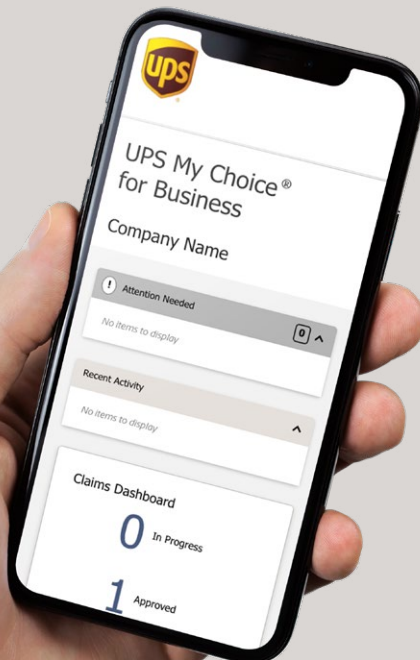 ups
UPS My Choice®
for Business
Company Name
! Attention Needed 0
No items to display
Recent Activity
No items to display
Claims Dashboard
0 In Progress
1 Approved